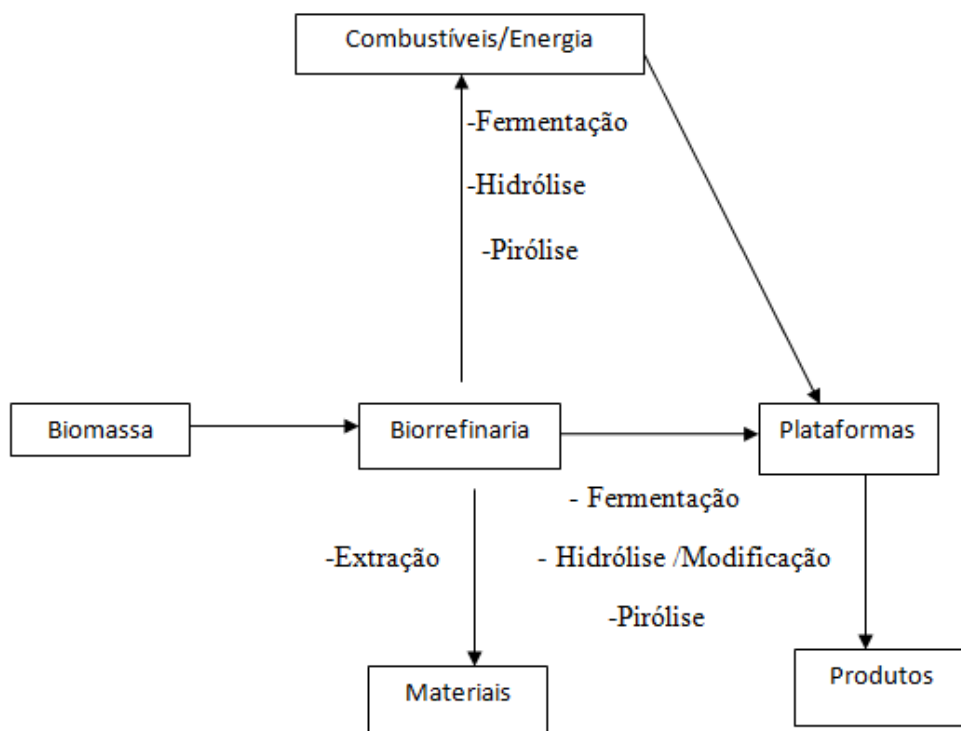 Combustíveis/Energia
-Fermentação
-Hidrólise
-Pirólise
Biomassa
Biorrefinaria
Plataformas
- Fermentação
-Extração
- Hidrólise /Modificação
-Pirólise
Materiais
Produtos